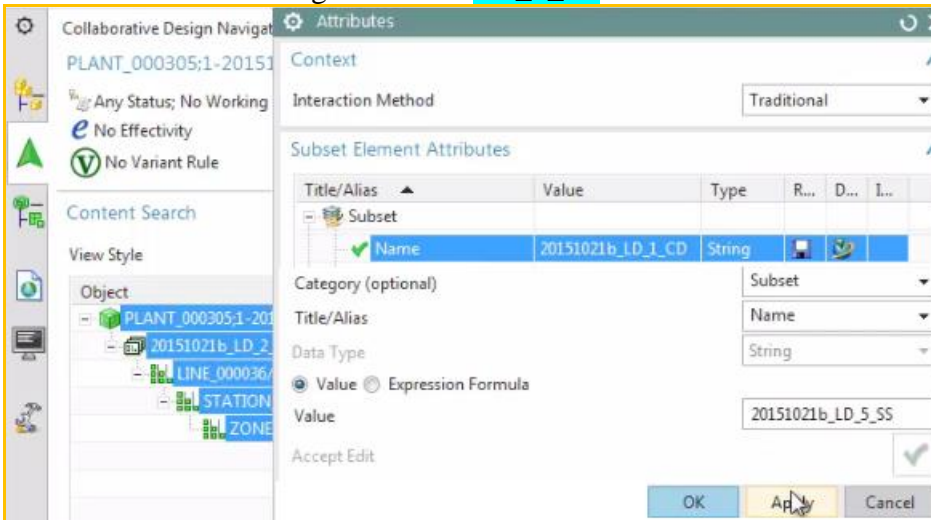 Attributes
Collaborative Design Navigat
PLANT_000305;1-20151
Any Status; No Working
No Effectivity
No Variant Rule
Content Search
View Style
Object
PLANT_000305;1-201
20151021b_LD_2_
LINE_000036/
STATION
ZONE
Context
Interaction Method Traditional
Subset Element Attributes
Title/Alias Value Type R... D... I...
Subset
Name 20151021b_LD_1_CD String
Category (optional) Subset
Title/Alias Name
Data Type String
Value Expression Formula
Value 20151021b_LD_5_SS
Accept Edit
OK Apply Cancel